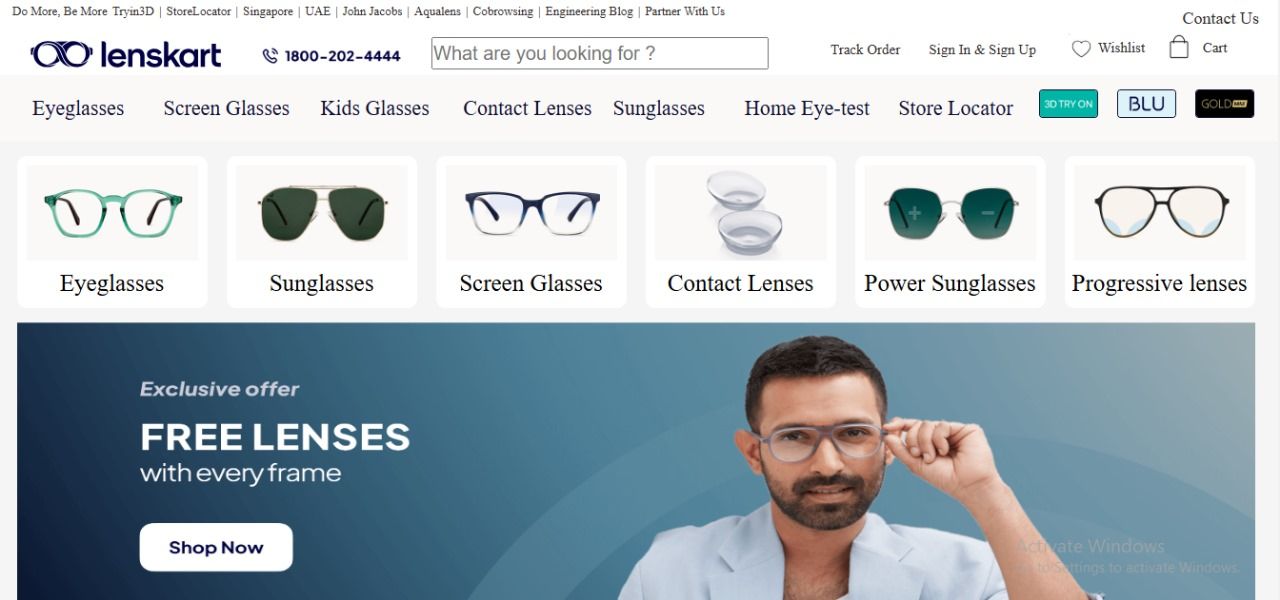 Do More, Be More Tryin3D | StoreLocator | Singapore | UAE | John Jacobs | Aqualens | Cobrowsing | Engineering Blog | Partner With Us
Contact Us
lenskart 1800-202-4444 What are you looking for ? Track Order Sign In & Sign Up Wishlist Cart
Eyeglasses Screen Glasses Kids Glasses Contact Lenses Sunglasses Home Eye-test Store Locator 3D TRY ON BLU GOLD MAX
Eyeglasses Sunglasses Screen Glasses Contact Lenses Power Sunglasses Progressive lenses
Exclusive offer
FREE LENSES
with every frame
Shop Now
Activate Windows
Go to Settings to activate Windows.